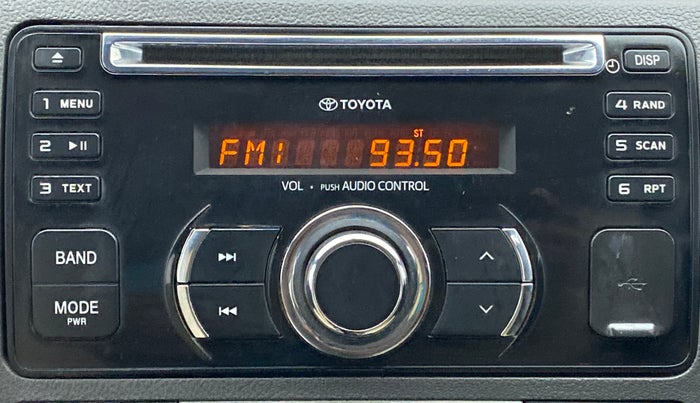 DISP
1 MENU
TOYOTA
4 RAND
ST
2 ▶II
FM1 93.50
5 SCAN
3 TEXT
VOL • PUSH AUDIO CONTROL
6 RPT
BAND
MODE
PWR